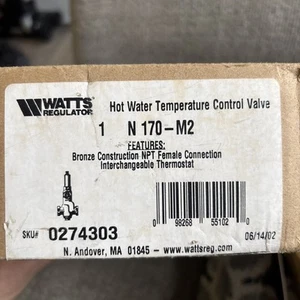 WATTS
REGULATOR
Hot Water Temperature Control Valve
1 N 170-M2
FEATURES:
Bronze Construction NPT Female Connection
Interchangeable Thermostat
0 98268 55102 0
SKU# 0274303
06/14/02
N. Andover, MA 01845 - www.wattsreg.com